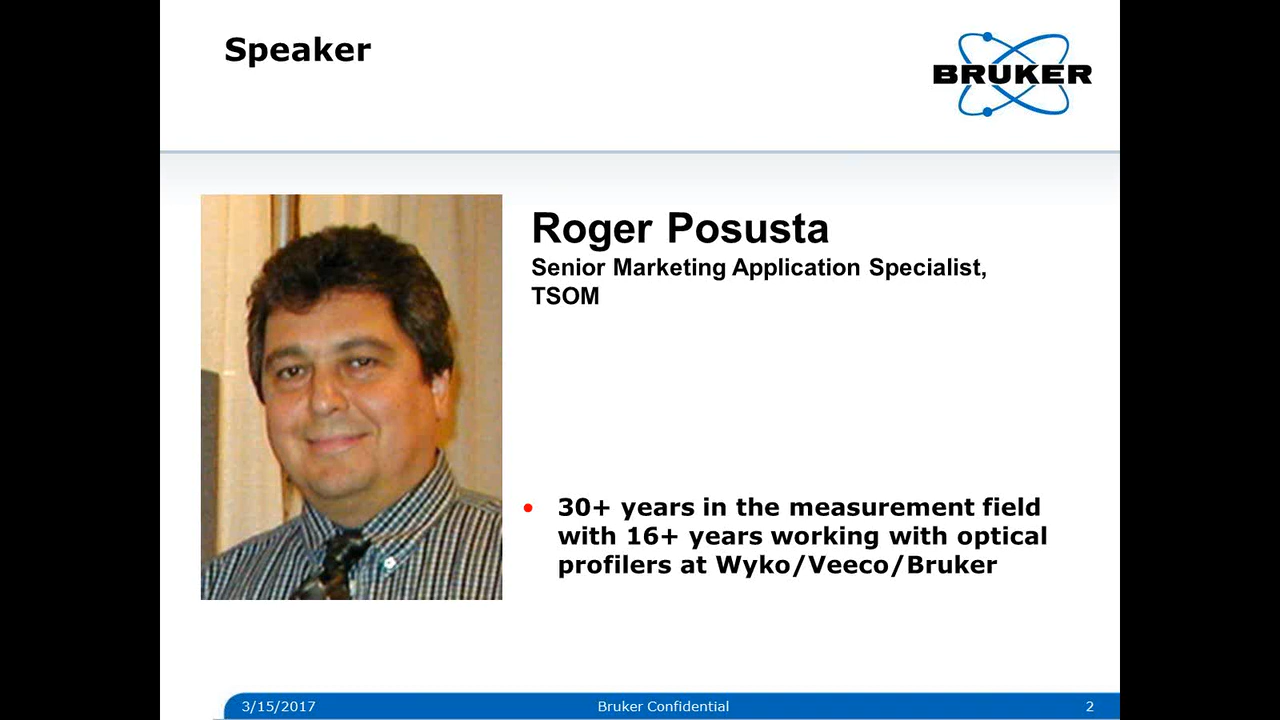 Speaker
BRUKER
Roger Posusta
Senior Marketing Application Specialist,
TSOM
• 30+ years in the measurement field
with 16+ years working with optical
profilers at Wyko/Veeco/Bruker
3/15/2017 Bruker Confidential 2